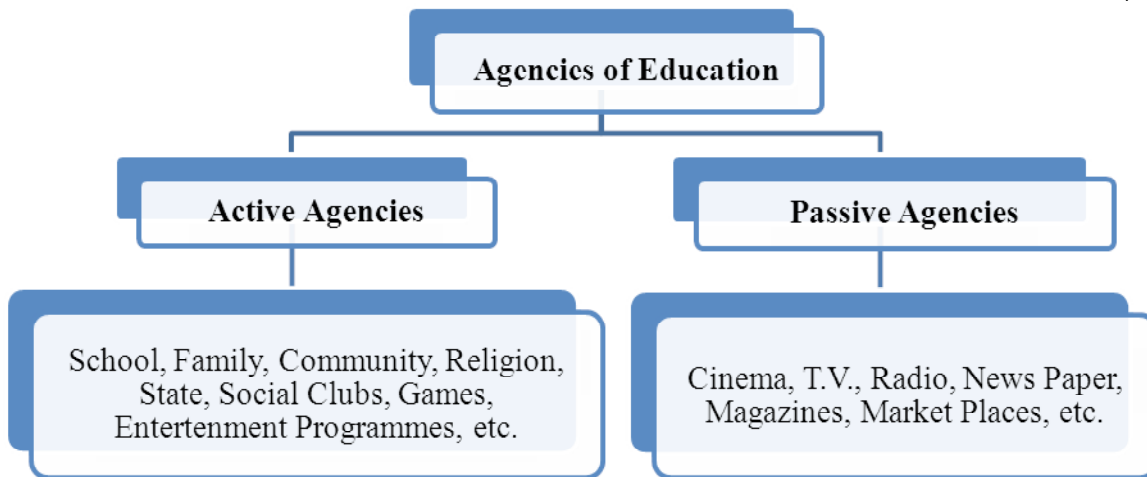 Agencies of Education
Active Agencies
Passive Agencies
School, Family, Community, Religion,
State, Social Clubs, Games,
Entertenment Programmes, etc.
Cinema, T.V., Radio, News Paper,
Magazines, Market Places, etc.